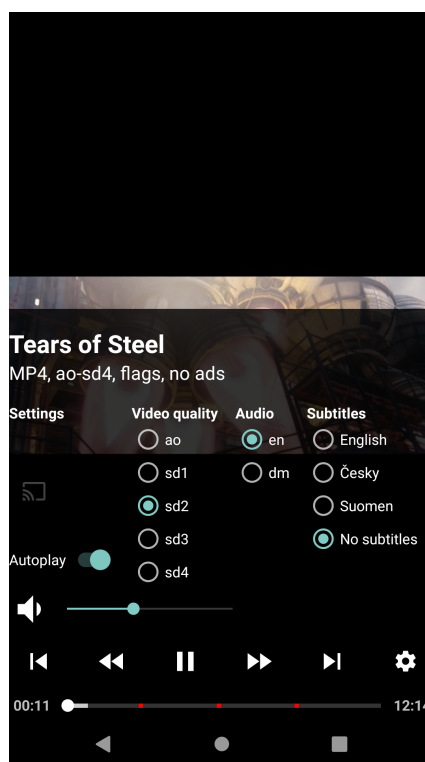 Tears of Steel
MP4, ao-sd4, flags, no ads
Settings Video quality Audio Subtitles
ao en English
sd1 dm Česky
sd2 Suomen
sd3 No subtitles
Autoplay
sd4
00:11 12:14